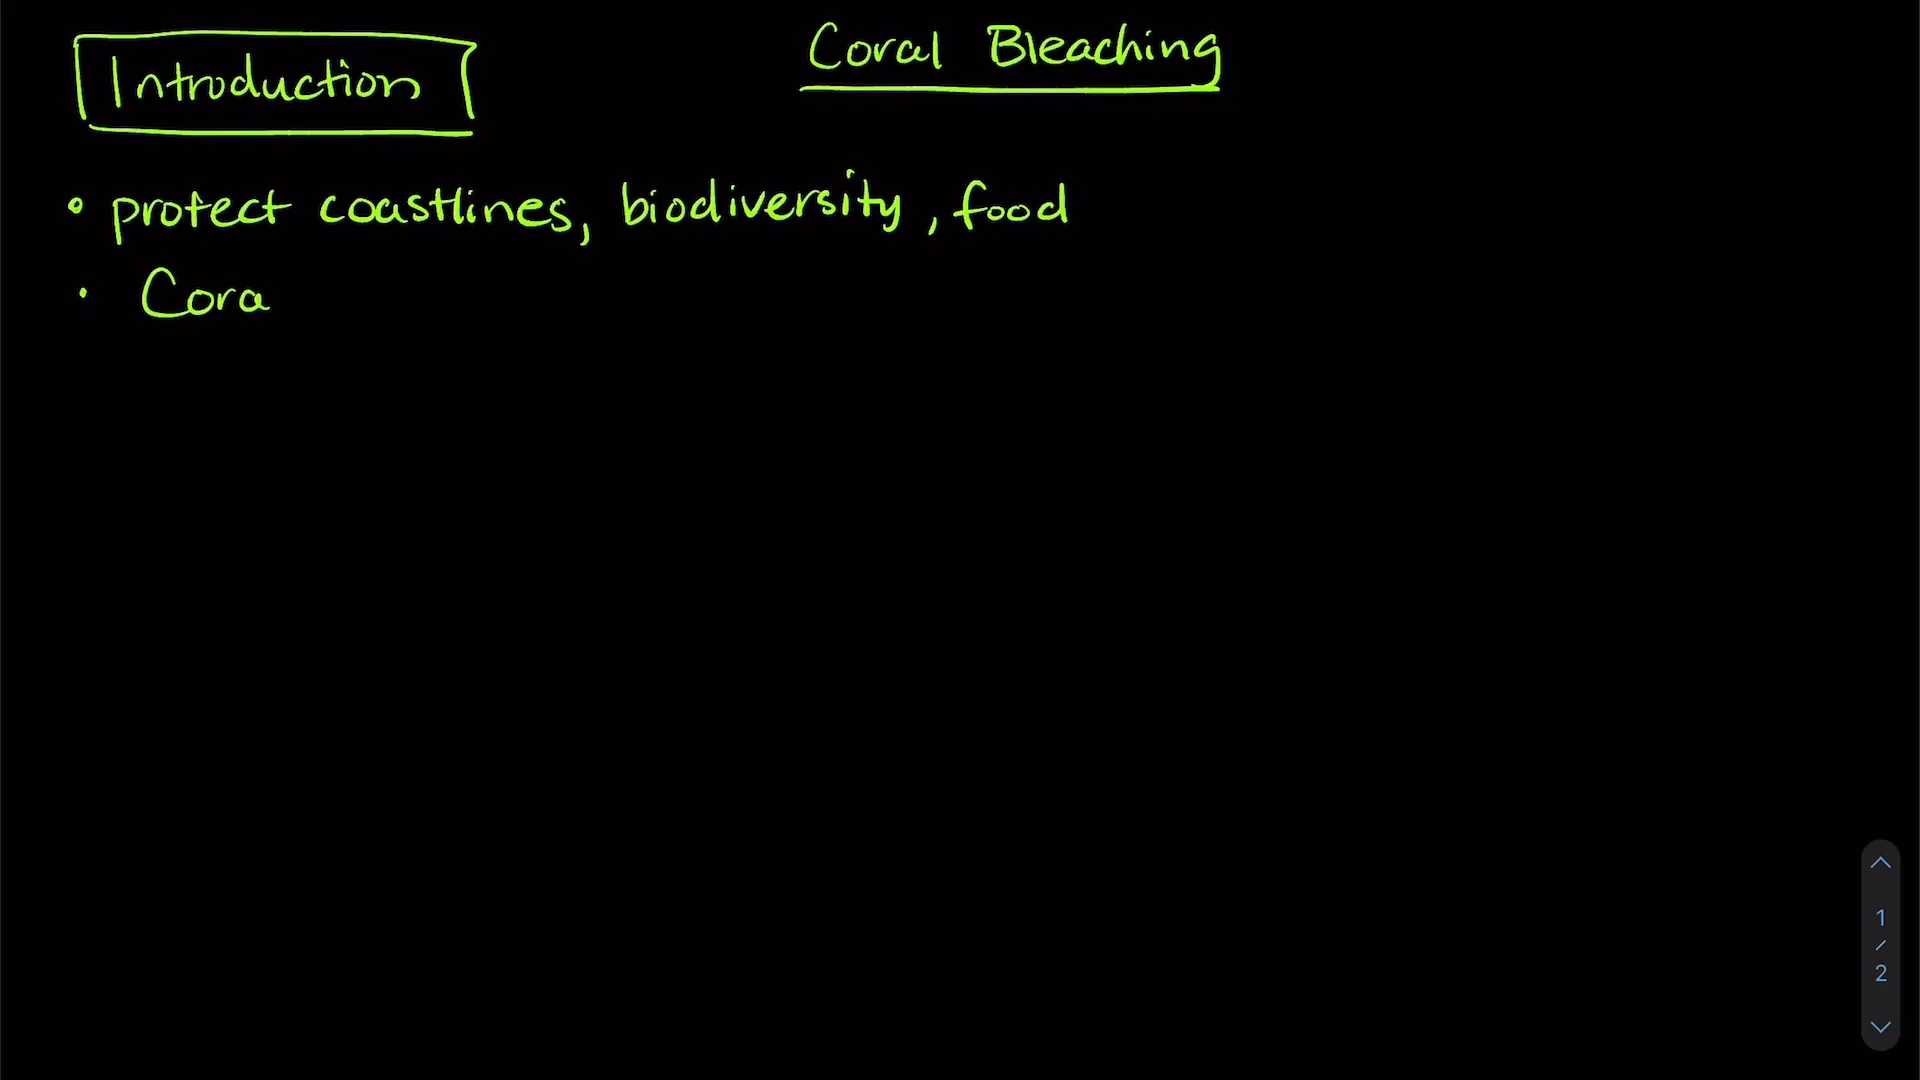 Coral Bleaching
Introduction
• protect coastlines, biodiversity, food
• Cora
1
/
2